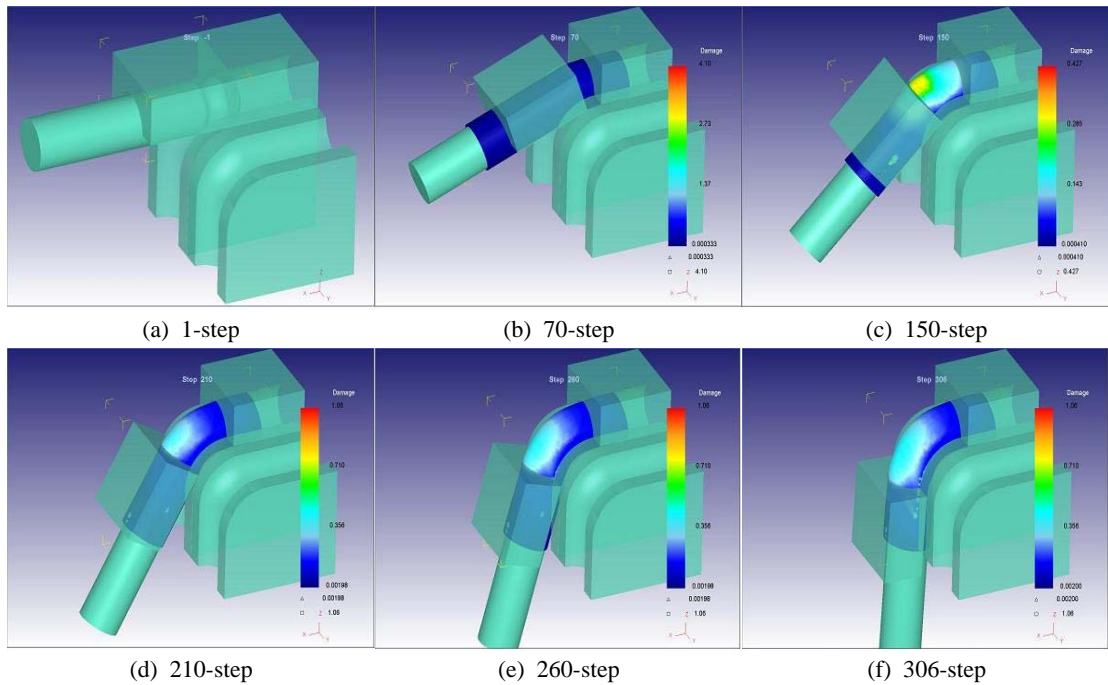 Step -1
Z
X
Y
(a) 1-step
Step 70
Damage
4.10
2.73
1.37
0.000333
0.000333
4.10
Z
X
Y
(b) 70-step
Step 150
Damage
0.427
0.285
0.143
0.000410
0.000410
0.427
Z
X
Y
(c) 150-step
Step 210
Damage
1.06
0.710
0.356
0.00198
0.00198
1.06
Z
X
Y
(d) 210-step
Step 260
Damage
1.06
0.710
0.356
0.00198
0.00198
1.06
Z
X
Y
(e) 260-step
Step 306
Damage
1.06
0.710
0.356
0.00200
0.00200
1.06
Z
X
Y
(f) 306-step